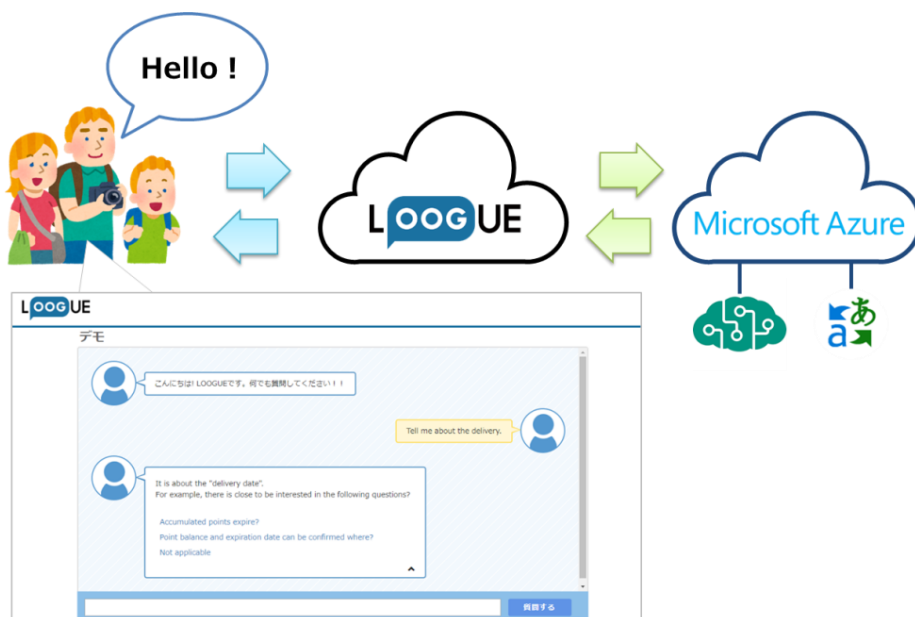 Hello !
LOOGUE
Microsoft Azure
aあ
LOOGUE
デモ
こんにちは! LOOGUEです。何でも質問してください！！
Tell me about the delivery.
It is about the "delivery date".
For example, there is close to be interested in the following questions?
Accumulated points expire?
Point balance and expiration date can be confirmed where?
Not applicable
質問する